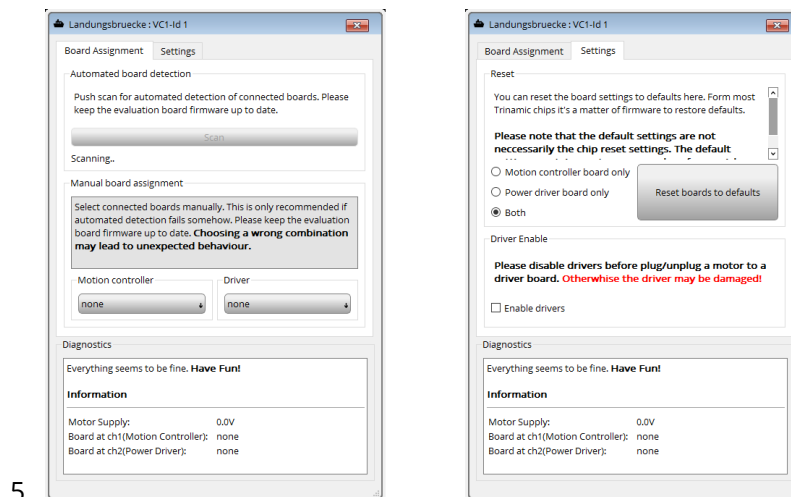 Landungsbruecke : VC1-Id 1
Board Assignment Settings
Automated board detection
Push scan for automated detection of connected boards. Please
keep the evaluation board firmware up to date.
Scan
Scanning..
Manual board assignment
Select connected boards manually. This is only recommended if
automated detection fails somehow. Please keep the evaluation
board firmware up to date. Choosing a wrong combination
may lead to unexpected behaviour.
Motion controller Driver
none none
Diagnostics
Everything seems to be fine. Have Fun!
Information
Motor Supply: 0.0V
Board at ch1(Motion Controller): none
Board at ch2(Power Driver): none
5.
Landungsbruecke : VC1-Id 1
Board Assignment Settings
Reset
You can reset the board settings to defaults here. Form most
Trinamic chips it's a matter of firmware to restore defaults.
Please note that the default settings are not
neccessarily the chip reset settings. The default
Motion controller board only
Power driver board only
Both
Reset boards to defaults
Driver Enable
Please disable drivers before plug/unplug a motor to a
driver board. Otherwhise the driver may be damaged!
Enable drivers
Diagnostics
Everything seems to be fine. Have Fun!
Information
Motor Supply: 0.0V
Board at ch1(Motion Controller): none
Board at ch2(Power Driver): none